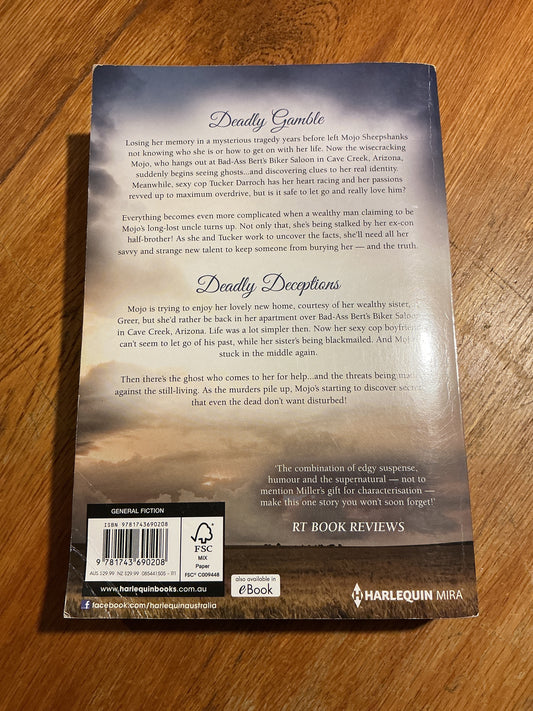 Deadly Gamble
Losing her memory in a mysterious tragedy years before left Mojo Sheepshanks
not knowing who she is or how to get on with her life. Now the wisecracking
Mojo, who hangs out at Bad-Ass Bert's Biker Saloon in Cave Creek, Arizona,
suddenly begins seeing ghosts...and discovering clues to her real identity.
Meanwhile, sexy cop Tucker Darroch has her heart racing and her passions
revved up to maximum overdrive, but is it safe to let go and really love him?
Everything becomes even more complicated when a wealthy man claiming to be
Mojo's long-lost uncle turns up. Not only that, she's being stalked by her ex-con
half-brother! As she and Tucker work to uncover the facts, she'll need all her
savvy and strange new talent to keep someone from burying her — and the truth.
Deadly Deceptions
Mojo is trying to enjoy her lovely new home, courtesy of her wealthy sister,
Greer, but she'd rather be back in her apartment over Bad-Ass Bert's Biker Saloon
in Cave Creek, Arizona. Life was a lot simpler then. Now her sexy cop boyfriend
can't seem to let go of his past, while her sister's being blackmailed. And Mojo's
stuck in the middle again.
Then there's the ghost who comes to her for help...and the threats being made
against the still-living. As the murders pile up, Mojo's starting to discover secrets
that even the dead don't want disturbed!
'The combination of edgy suspense,
humour and the supernatural — not to
mention Miller's gift for characterisation —
make this one story you won't soon forget!'
RT BOOK REVIEWS
GENERAL FICTION
ISBN 9781743690208
9 781743 690208
AUS $29.99 NZ $29.99 085441505 - 01
FSC
MIX
Paper
FSC® C009448
www.harlequinbooks.com.au
facebook.com/harlequinaustralia
also available in
eBook
HARLEQUIN MIRA